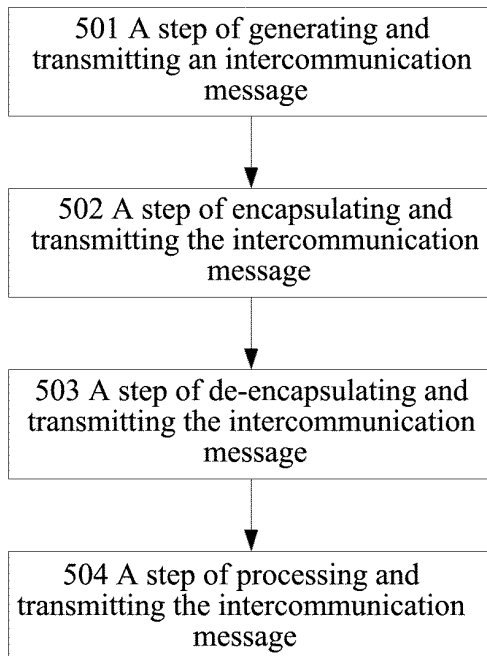 501 A step of generating and
transmitting an intercommunication
message
502 A step of encapsulating and
transmitting the intercommunication
message
503 A step of de-encapsulating and
transmitting the intercommunication
message
504 A step of processing and
transmitting the intercommunication
message